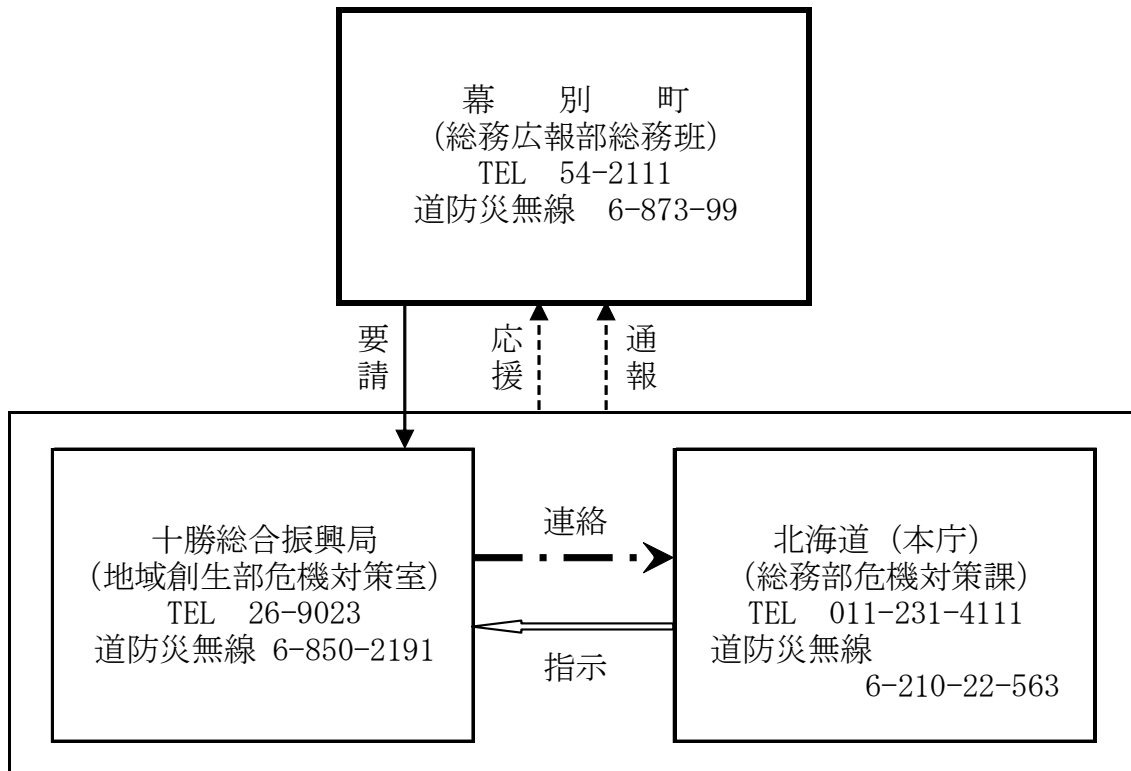 幕　別　町
（総務広報部総務班）
TEL　54-2111
道防災無線　6-873-99
要請
応援
通報
十勝総合振興局
（地域創生部危機対策室）
TEL　26-9023
道防災無線 6-850-2191
連絡
指示
北海道（本庁）
（総務部危機対策課）
TEL　011-231-4111
道防災無線
6-210-22-563